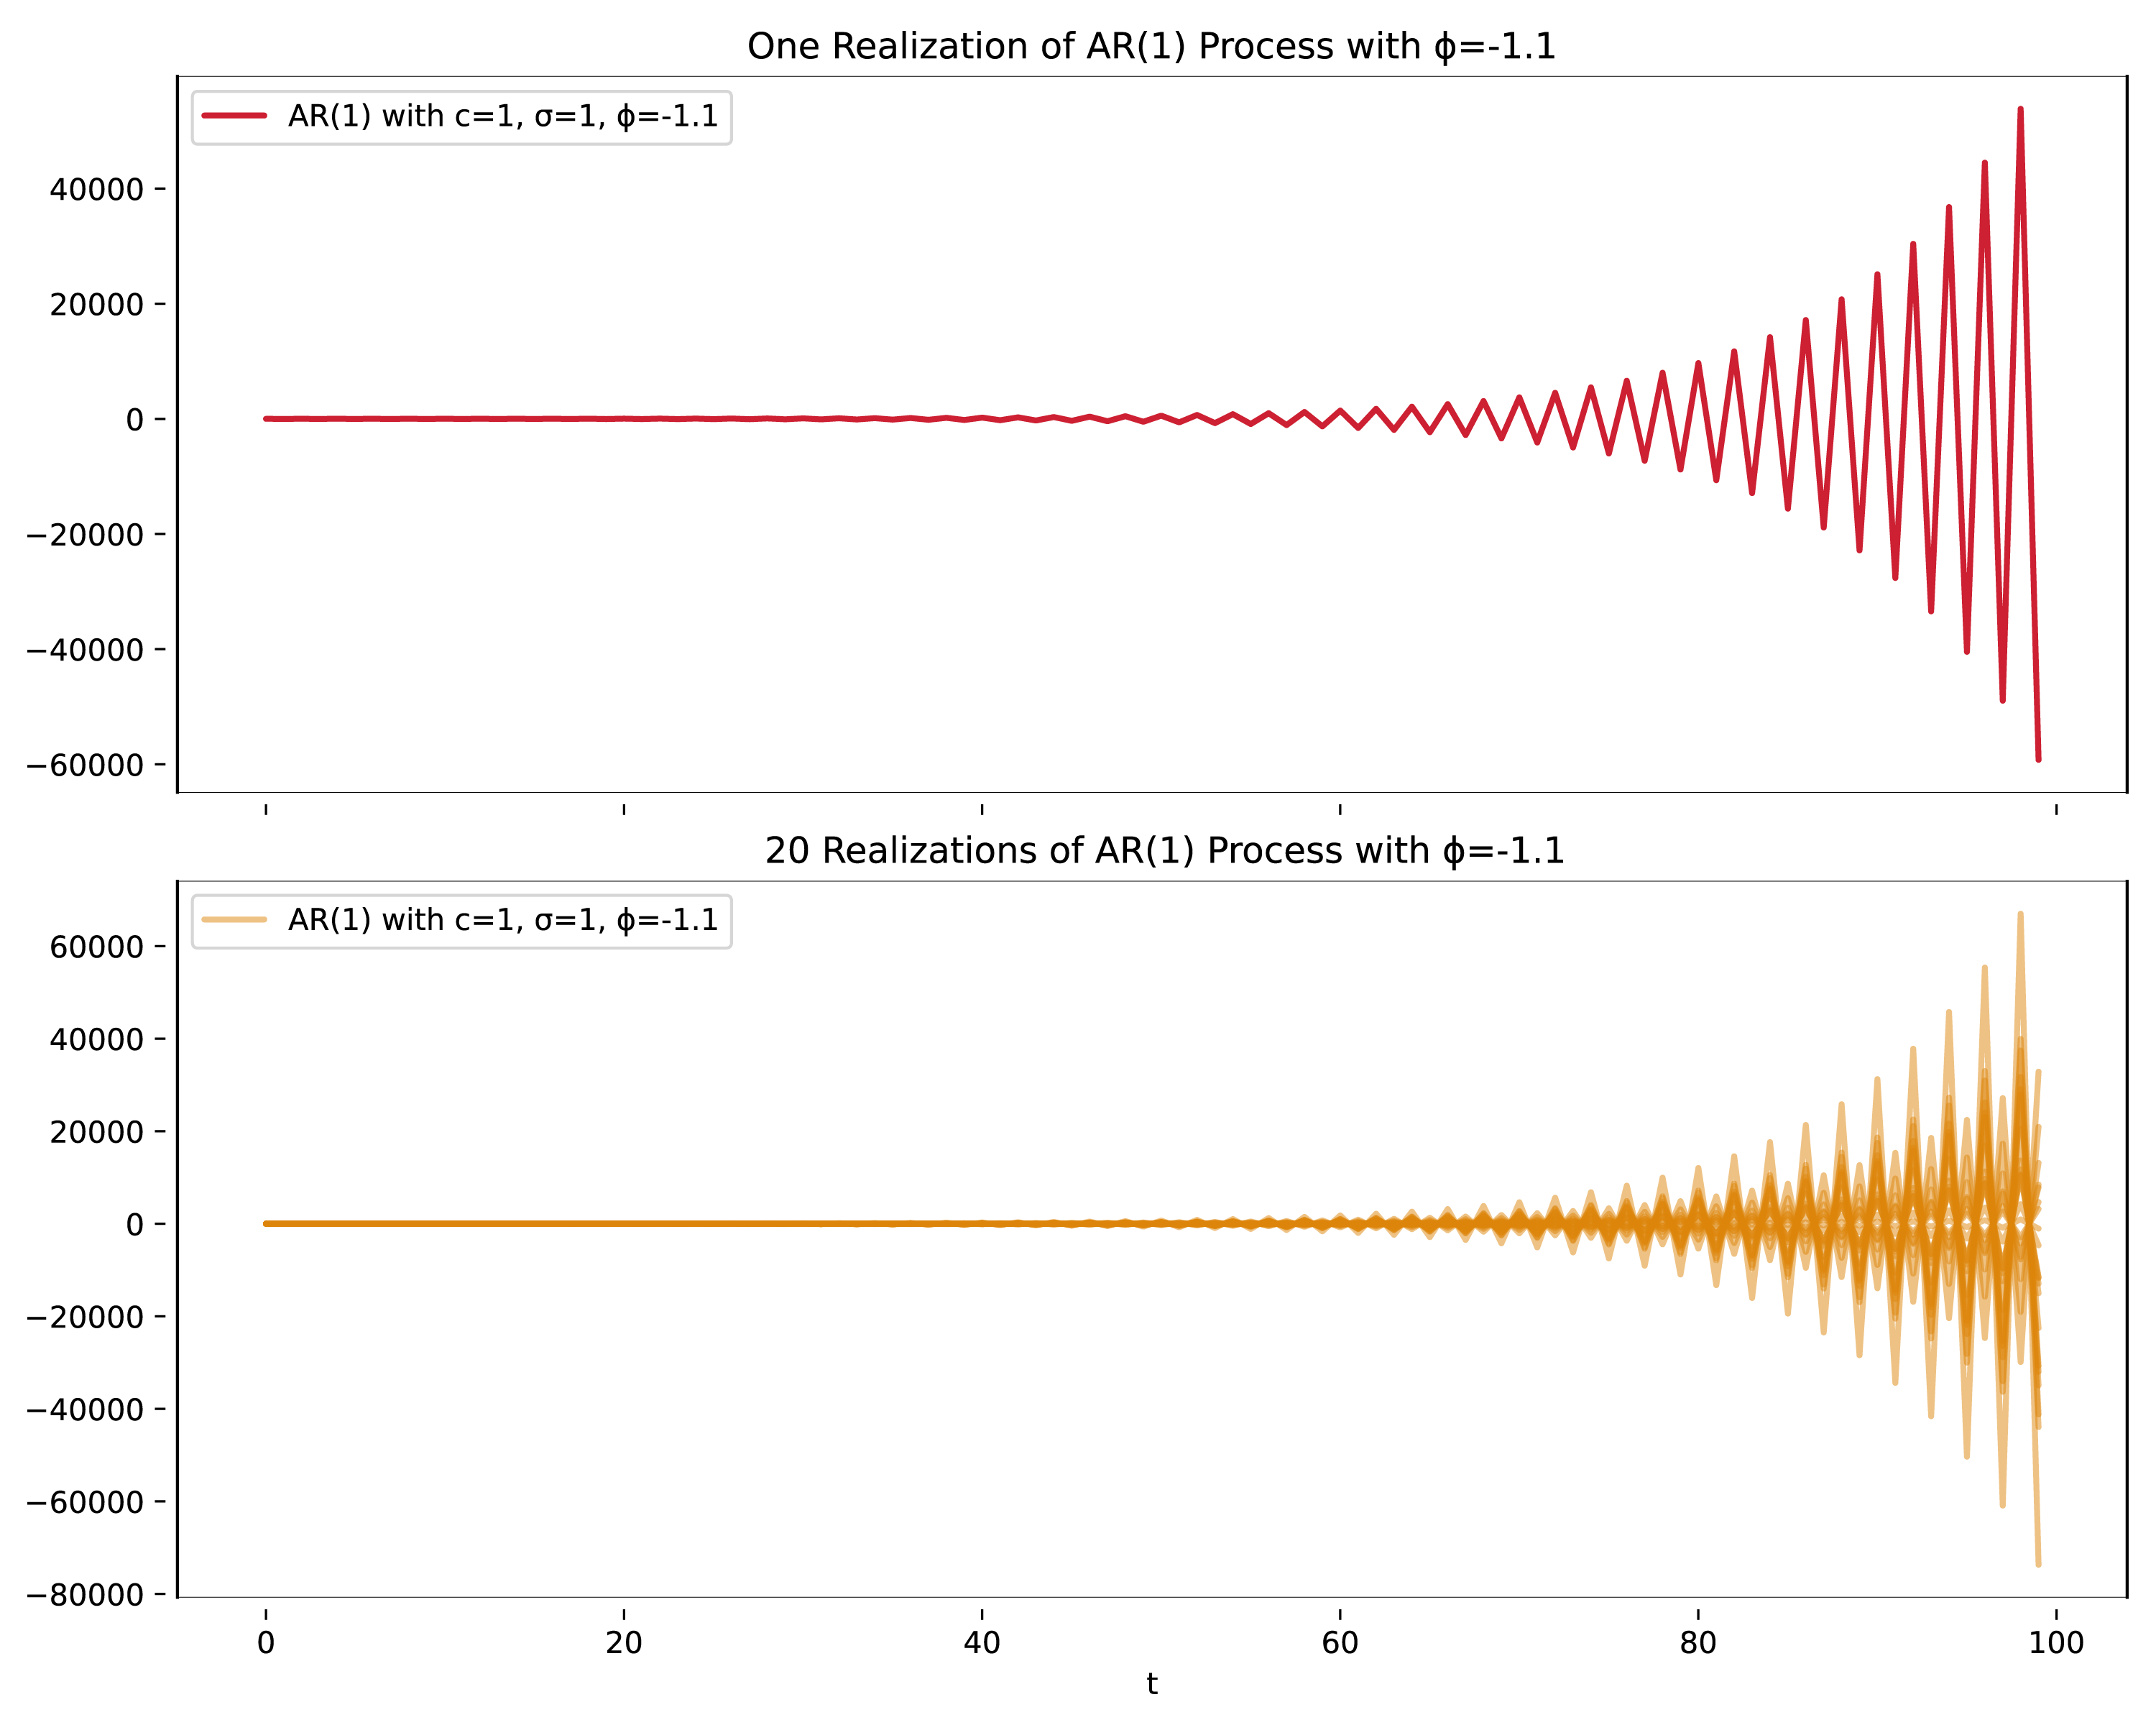 One Realization of AR(1) Process with ϕ=-1.1
AR(1) with c=1, σ=1, ϕ=-1.1
40000
20000
0
−20000
−40000
−60000
20 Realizations of AR(1) Process with ϕ=-1.1
AR(1) with c=1, σ=1, ϕ=-1.1
60000
40000
20000
0
−20000
−40000
−60000
−80000
0 20 40 60 80 100
t